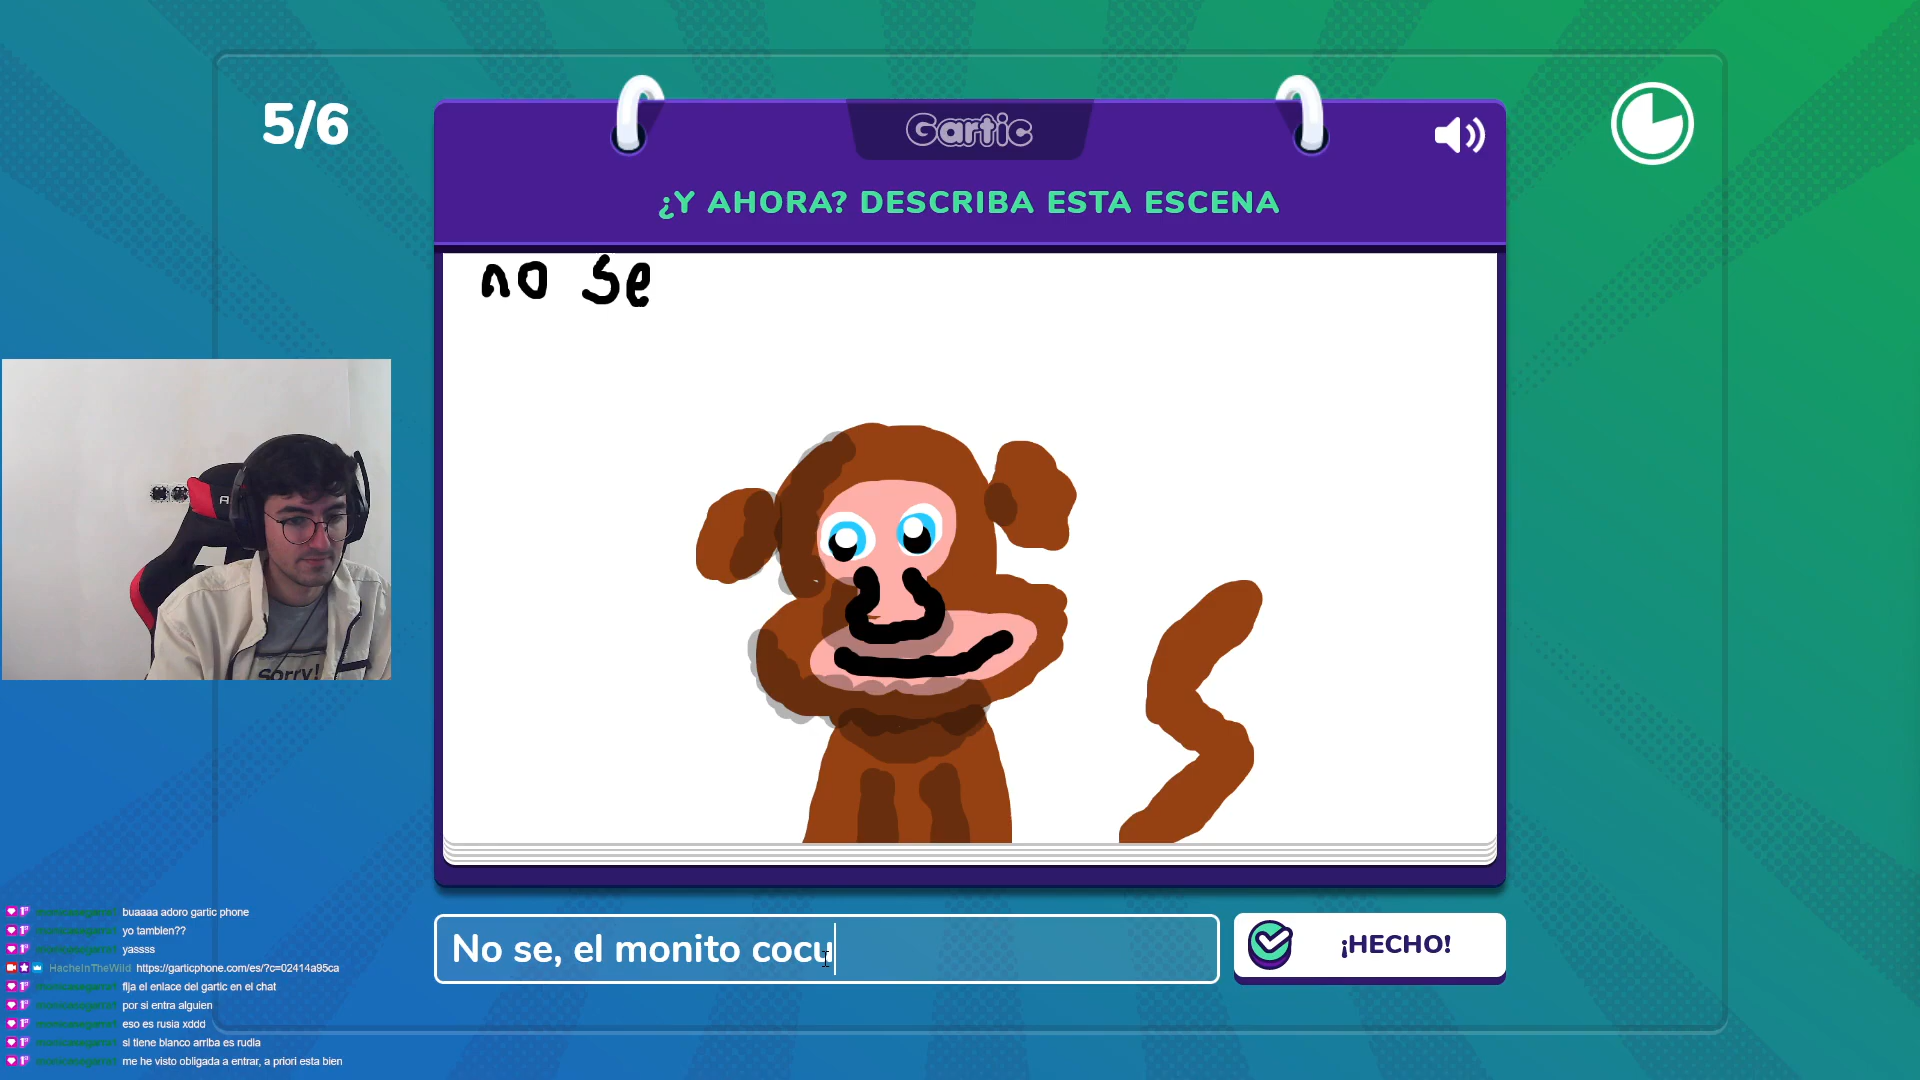 5/6
Gartic
¿Y AHORA? DESCRIBA ESTA ESCENA
no se
A
sorry!
No se, el monito cocu
¡HECHO!
buaaaa adoro gartic phone
yo tamblen??
yassss
HacheInTheWild https://garticphone.com/es/?c=02414a95ca
fija el enlace del gartic en el chat
por si entra alguien
eso es rusia xddd
si tiene blanco arriba es rudia
me he visto obligada a entrar, a priori esta bien